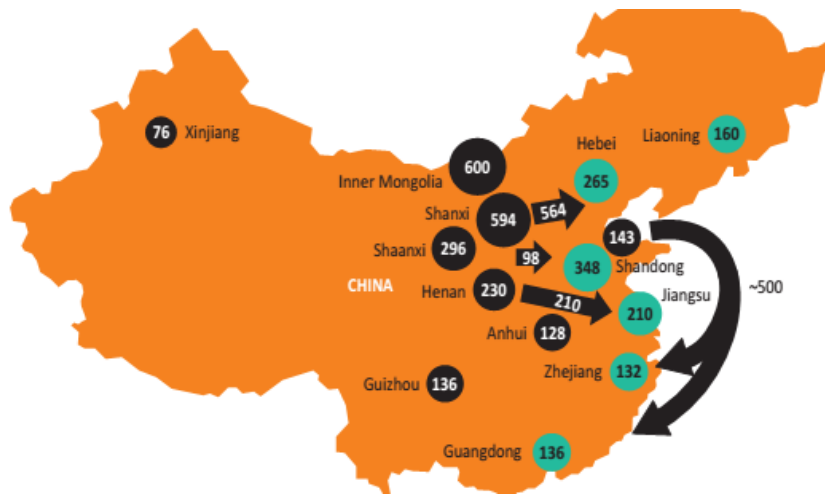 76 Xinjiang
Liaoning 160
Hebei
265
600
Inner Mongolia
Shanxi
594
564
Shaanxi 296
143
98
348
Shandong
CHINA
~500
Henan 230
210
Jiangsu
210
Anhui 128
Zhejiang 132
Guizhou 136
Guangdong 136